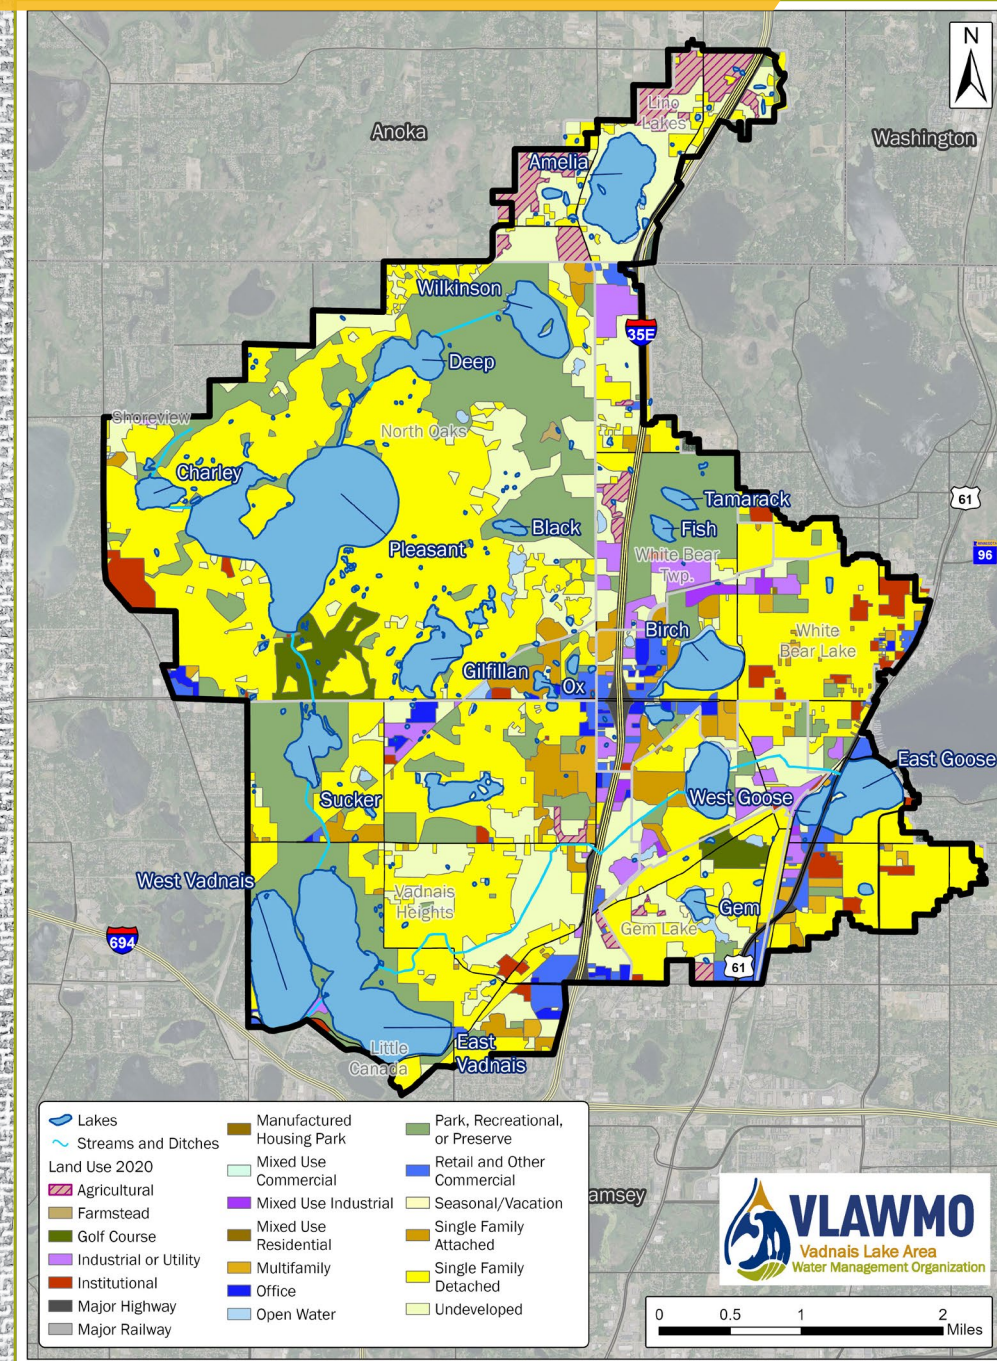 N
Anoka
Washington
Lino
Lakes
Amelia
Wilkinson
35E
Deep
Shoreview
North Oaks
Charley
Tamarack
61
Black
Fish
Pleasant
White Bear
Twp.
MINNESOTA
96
Birch
White
Bear Lake
Gilfillan
Ox
East Goose
Sucker
West Goose
West Vadnais
Vadnais
Heights
Gem
Gem Lake
694
61
Little
Canada
East
Vadnais
Lakes
Streams and Ditches
Land Use 2020
Agricultural
Farmstead
Golf Course
Industrial or Utility
Institutional
Major Highway
Major Railway
Manufactured
Housing Park
Mixed Use
Commercial
Mixed Use Industrial
Mixed Use
Residential
Multifamily
Office
Open Water
Park, Recreational,
or Preserve
Retail and Other
Commercial
Seasonal/Vacation
Single Family
Attached
Single Family
Detached
Undeveloped
amsey
VLAWMO
Vadnais Lake Area
Water Management Organization
0 0.5 1 2
Miles